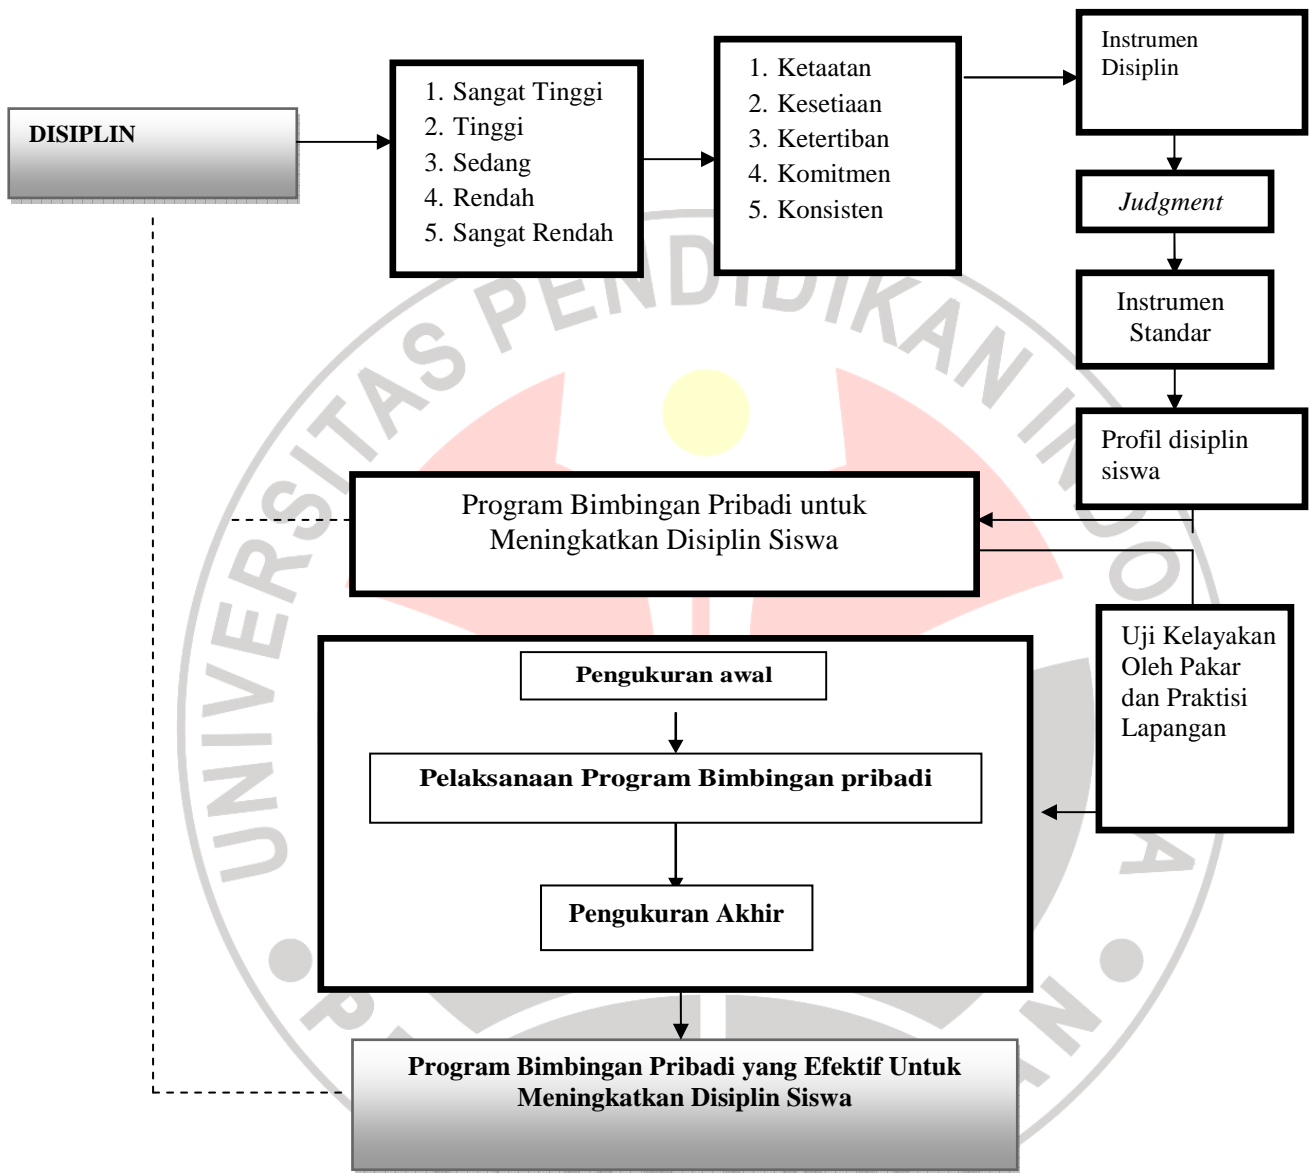 DISIPLIN
1. Sangat Tinggi
2. Tinggi
3. Sedang
4. Rendah
5. Sangat Rendah
1. Ketaatan
2. Kesetiaan
3. Ketertiban
4. Komitmen
5. Konsisten
Instrumen
Disiplin
Judgment
Instrumen
Standar
Profil disiplin
siswa
Program Bimbingan Pribadi untuk
Meningkatkan Disiplin Siswa
Uji Kelayakan
Oleh Pakar
dan Praktisi
Lapangan
Pengukuran awal
Pelaksanaan Program Bimbingan pribadi
Pengukuran Akhir
Program Bimbingan Pribadi yang Efektif Untuk
Meningkatkan Disiplin Siswa
UNIVERSITAS PENDIDIKAN